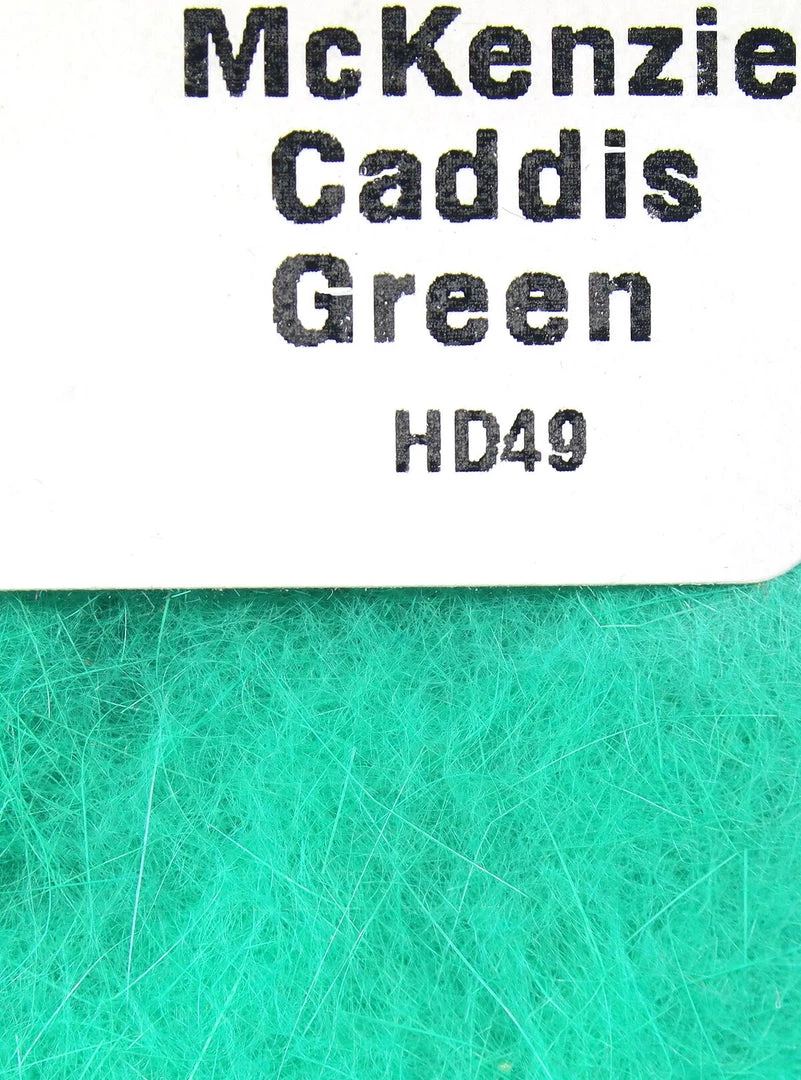 McKenzie
Caddis
Green
HD49